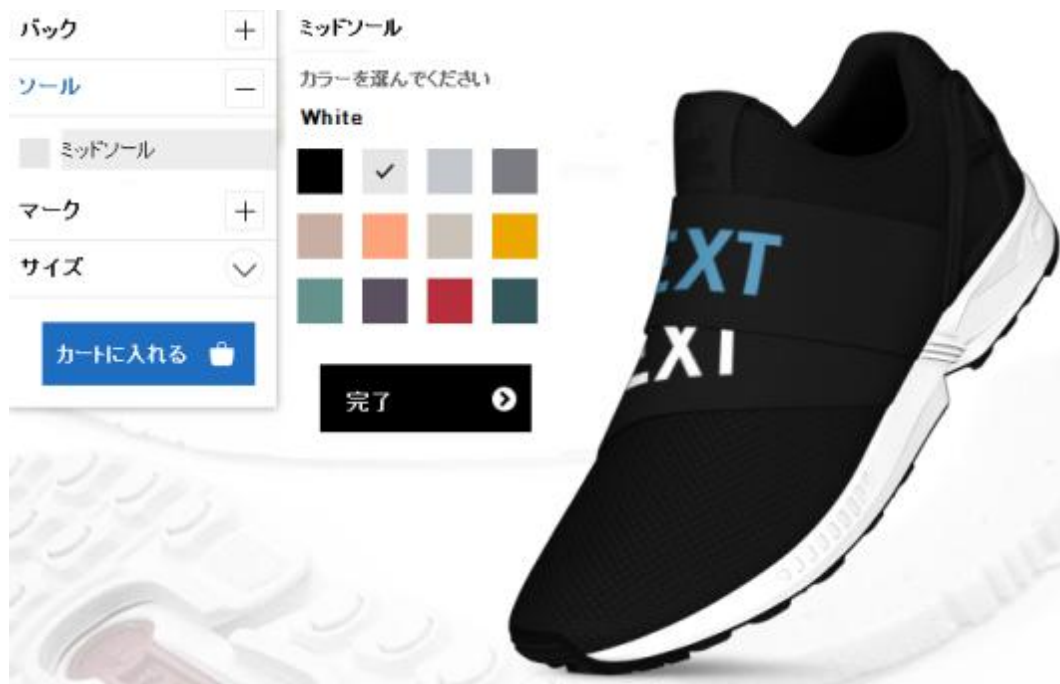 バック
ソール
ミッドソール
マーク
サイズ
カートに入れる
ミッドソール
カラーを選んでください
White
完了
EXT
EXI